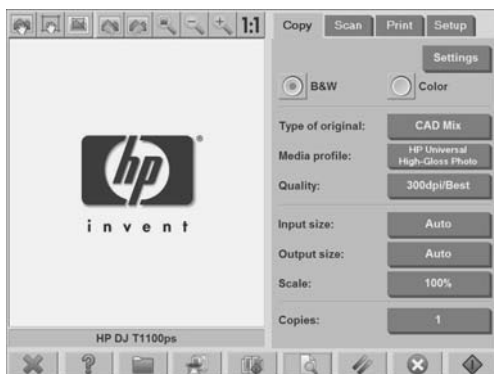 1:1
Copy Scan Print Setup
Settings
B&W Color
Type of original: CAD Mix
Media profile: HP Universal
High-Gloss Photo
Quality: 300dpi/Best
Input size: Auto
Output size: Auto
Scale: 100%
Copies: 1
hp
invent
HP DJ T1100ps